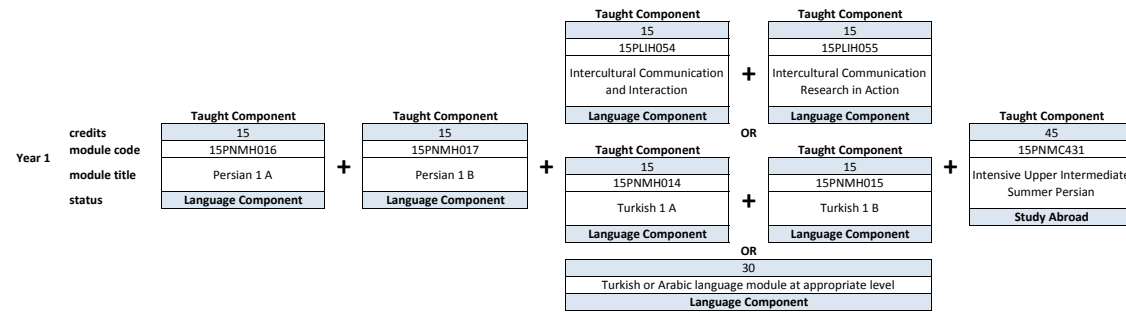 Taught Component
Taught Component
15
15
15PLIH054
15PLIH055
Intercultural Communication
and Interaction
+
Intercultural Communication
Research in Action
Language Component
Language Component
OR
Year 1
credits
module code
module title
status
Taught Component
15
15PNMH016
Persian 1 A
Language Component
+
Taught Component
15
15PNMH017
Persian 1 B
Language Component
+
Taught Component
15
15PNMH014
Turkish 1 A
Language Component
+
Taught Component
15
15PNMH015
Turkish 1 B
Language Component
OR
30
Turkish or Arabic language module at appropriate level
Language Component
+
Taught Component
45
15PNMC431
Intensive Upper Intermediate
Summer Persian
Study Abroad